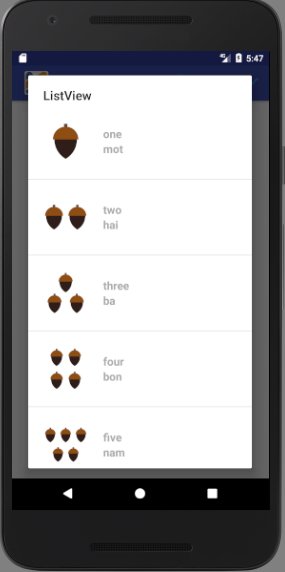 5:47
ListView
one
mot
two
hai
three
ba
four
bon
five
nam